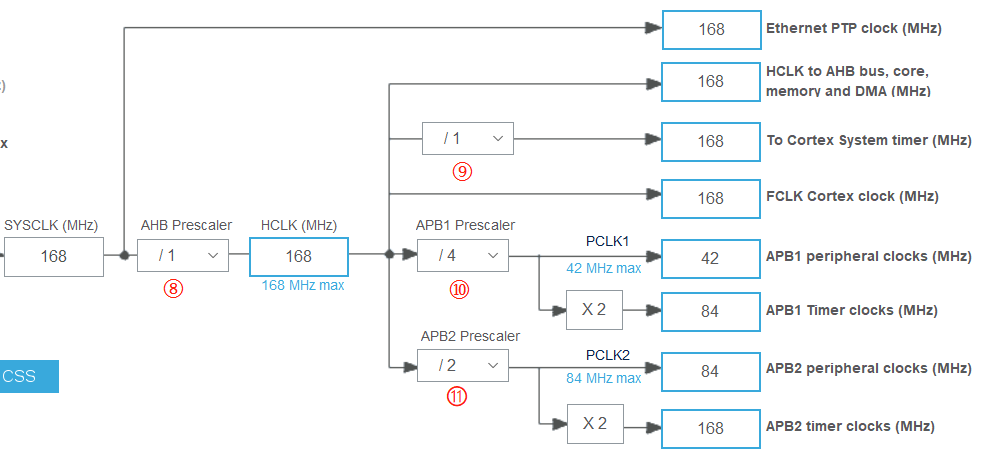 168
Ethernet PTP clock (MHz)
168
HCLK to AHB bus, core,
memory and DMA (MHz)
:)
x
/ 1
⑨
168
To Cortex System timer (MHz)
168
FCLK Cortex clock (MHz)
SYSCLK (MHz)
168
AHB Prescaler
/ 1
⑧
HCLK (MHz)
168
168 MHz max
APB1 Prescaler
/ 4
⑩
PCLK1
42 MHz max
42
APB1 peripheral clocks (MHz)
X 2
84
APB1 Timer clocks (MHz)
APB2 Prescaler
/ 2
⑪
PCLK2
84 MHz max
84
APB2 peripheral clocks (MHz)
X 2
168
APB2 timer clocks (MHz)
CSS